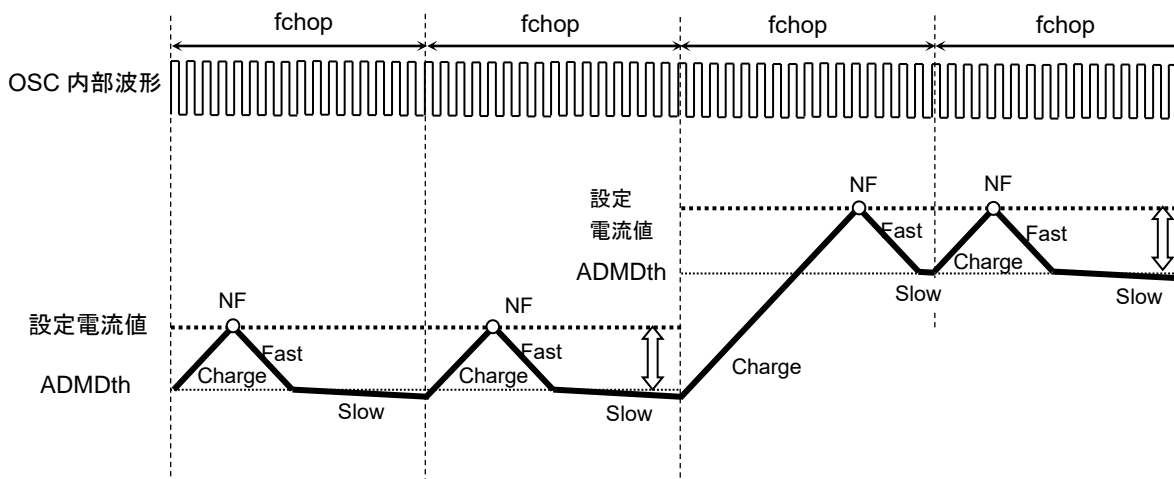 fchop
fchop
fchop
fchop
OSC 内部波形
設定
電流値
ADMDth
NF
Fast
Slow
NF
Charge
Fast
Slow
設定電流値
ADMDth
NF
Charge
Fast
Slow
NF
Charge
Fast
Slow
Charge